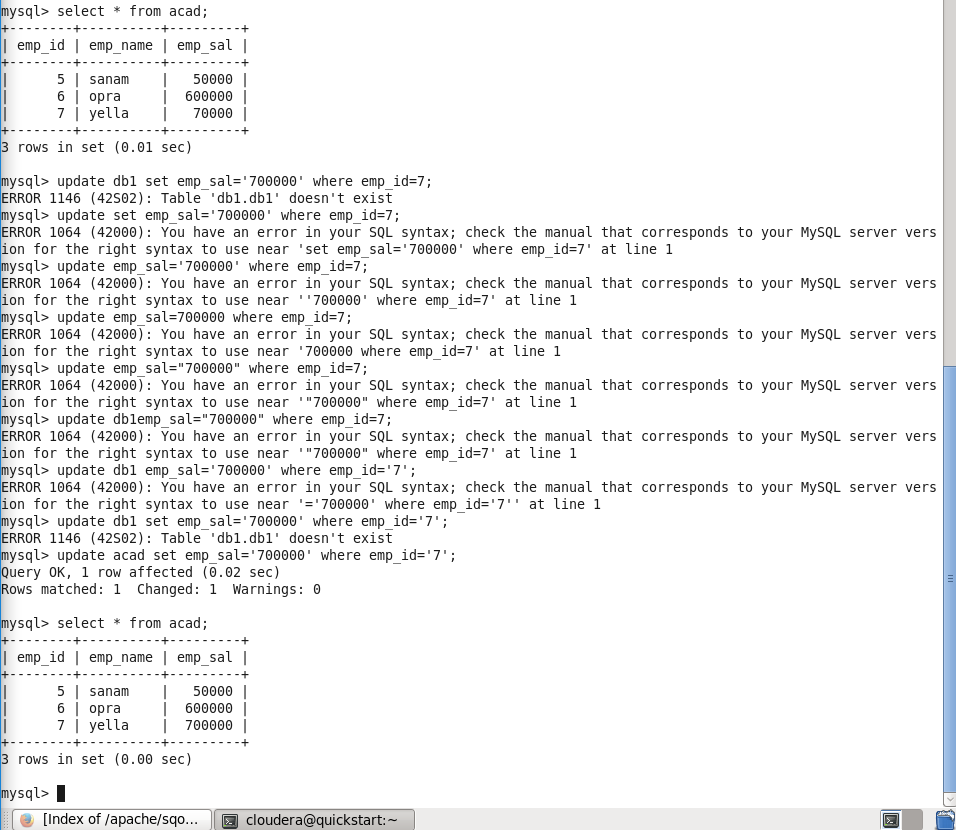 mysql> select * from acad;
+--------+----------+---------+
| emp_id | emp_name | emp_sal |
+--------+----------+---------+
|      5 | sanam    |   50000 |
|      6 | opra     |  600000 |
|      7 | yella    |   70000 |
+--------+----------+---------+
3 rows in set (0.01 sec)

mysql> update db1 set emp_sal='700000' where emp_id=7;
ERROR 1146 (42S02): Table 'db1.db1' doesn't exist
mysql> update set emp_sal='700000' where emp_id=7;
ERROR 1064 (42000): You have an error in your SQL syntax; check the manual that corresponds to your MySQL server vers
ion for the right syntax to use near 'set emp_sal='700000' where emp_id=7' at line 1
mysql> update emp_sal='700000' where emp_id=7;
ERROR 1064 (42000): You have an error in your SQL syntax; check the manual that corresponds to your MySQL server vers
ion for the right syntax to use near ''700000' where emp_id=7' at line 1
mysql> update emp_sal=700000 where emp_id=7;
ERROR 1064 (42000): You have an error in your SQL syntax; check the manual that corresponds to your MySQL server vers
ion for the right syntax to use near '700000 where emp_id=7' at line 1
mysql> update emp_sal="700000" where emp_id=7;
ERROR 1064 (42000): You have an error in your SQL syntax; check the manual that corresponds to your MySQL server vers
ion for the right syntax to use near '"700000" where emp_id=7' at line 1
mysql> update db1emp_sal="700000" where emp_id=7;
ERROR 1064 (42000): You have an error in your SQL syntax; check the manual that corresponds to your MySQL server vers
ion for the right syntax to use near '"700000" where emp_id=7' at line 1
mysql> update db1 emp_sal='700000' where emp_id='7';
ERROR 1064 (42000): You have an error in your SQL syntax; check the manual that corresponds to your MySQL server vers
ion for the right syntax to use near '='700000' where emp_id='7'' at line 1
mysql> update db1 set emp_sal='700000' where emp_id='7';
ERROR 1146 (42S02): Table 'db1.db1' doesn't exist
mysql> update acad set emp_sal='700000' where emp_id='7';
Query OK, 1 row affected (0.02 sec)
Rows matched: 1  Changed: 1  Warnings: 0

mysql> select * from acad;
+--------+----------+---------+
| emp_id | emp_name | emp_sal |
+--------+----------+---------+
|      5 | sanam    |   50000 |
|      6 | opra     |  600000 |
|      7 | yella    |  700000 |
+--------+----------+---------+
3 rows in set (0.00 sec)

mysql>
[Index of /apache/sqo... cloudera@quickstart:~